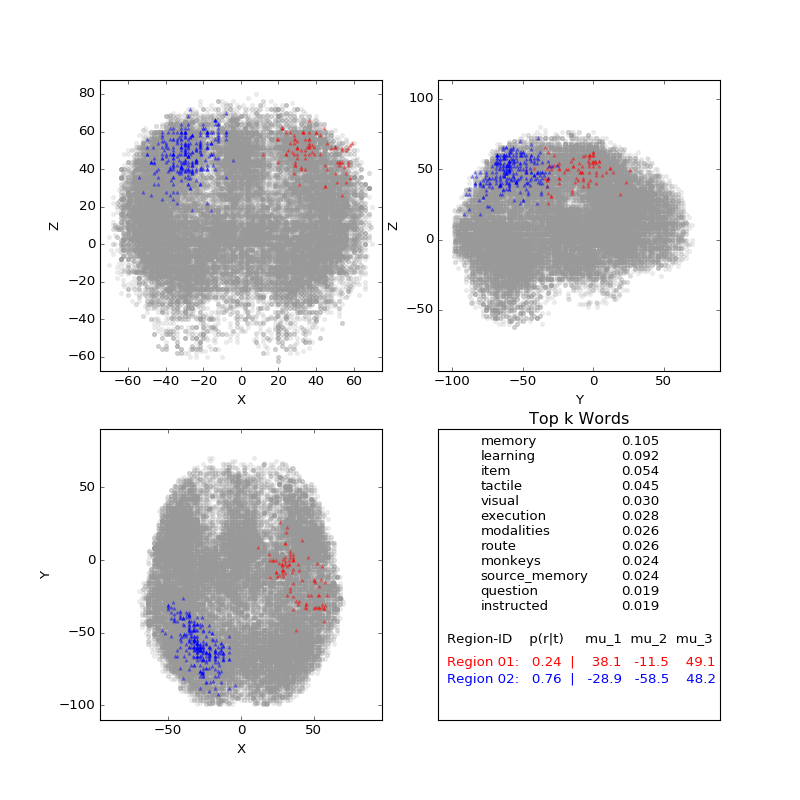 80
60
40
20
0
−20
−40
−60
Z
−60 −40 −20 0 20 40 60
X
100
50
0
−50
Z
−100 −50 0 50
Y
50
0
−50
−100
Y
−50 0 50
X
Top k Words
memory 0.105
learning 0.092
item 0.054
tactile 0.045
visual 0.030
execution 0.028
modalities 0.026
route 0.026
monkeys 0.024
source_memory 0.024
question 0.019
instructed 0.019
Region-ID p(r|t) mu_1 mu_2 mu_3
Region 01: 0.24 | 38.1 -11.5 49.1
Region 02: 0.76 | -28.9 -58.5 48.2